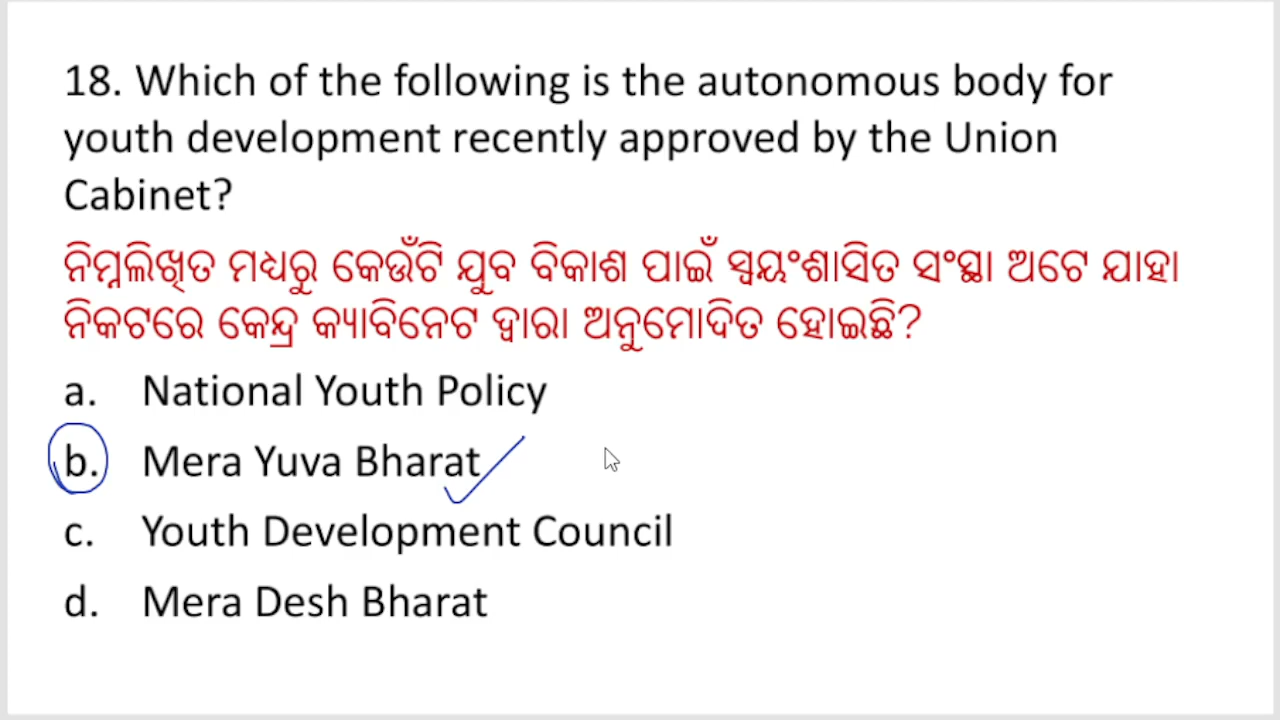 18. Which of the following is the autonomous body for
youth development recently approved by the Union
Cabinet?
ନିମ୍ନଲିଖିତ ମଧ୍ୟରୁ କେଉଁଟି ଯୁବ ବିକାଶ ପାଇଁ ସ୍ୱୟଂଶାସିତ ସଂସ୍ଥା ଅଟେ ଯାହା
ନିକଟରେ କେନ୍ଦ୍ର କ୍ୟାବିନେଟ ଦ୍ୱାରା ଅନୁମୋଦିତ ହୋଇଛି?
a. National Youth Policy
b. Mera Yuva Bharat
c. Youth Development Council
d. Mera Desh Bharat